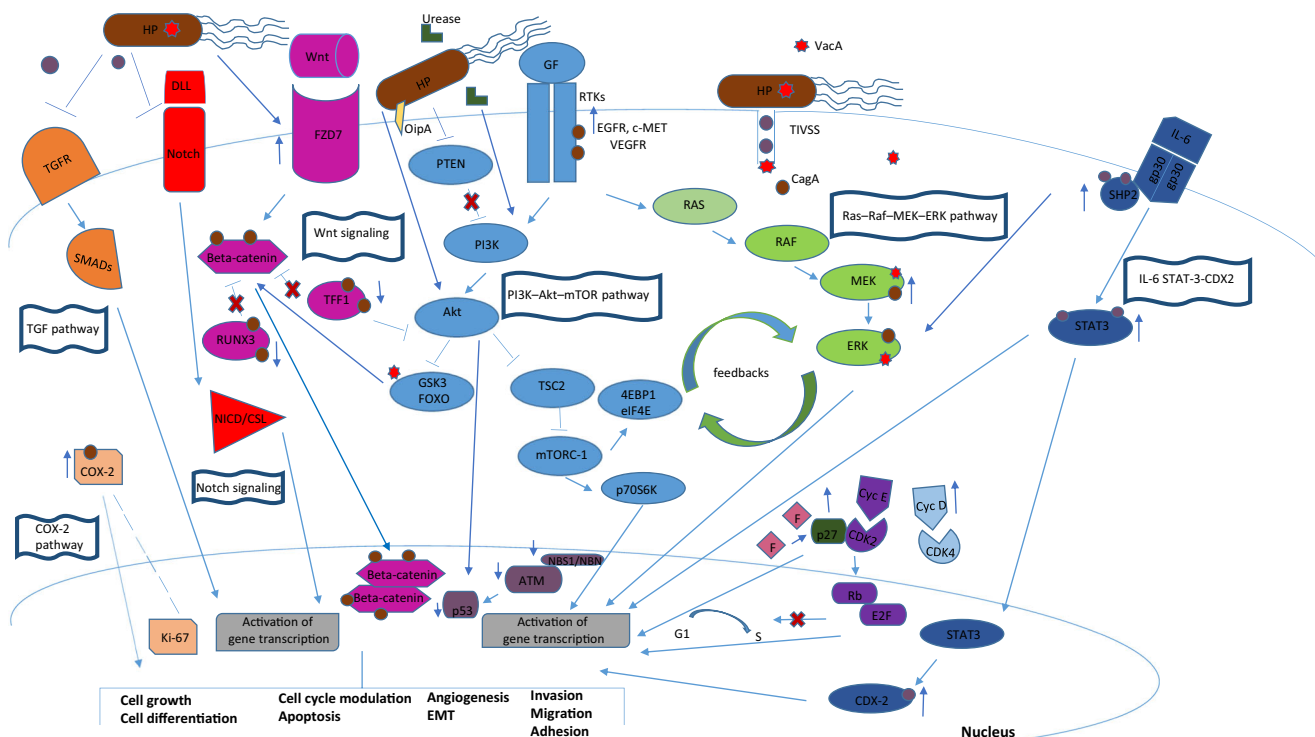 HP
Urease
Wnt
GF
HP
VacA
HP
DLL
RTKs
OipA
FZD7
EGFR, c-MET
VEGFR
TIVSS
IL-6
gp30
gp30
TGFR
Notch
PTEN
CagA
SHP2
RAS
Ras–Raf–MEK–ERK pathway
Wnt signaling
PI3K
RAF
SMADs
Beta-catenin
MEK
IL-6 STAT-3-CDX2
TFF1
PI3K–Akt–mTOR pathway
Akt
TGF pathway
RUNX3
STAT3
ERK
feedbacks
GSK3
FOXO
TSC2
4EBP1
eIF4E
NICD/CSL
mTORC-1
COX-2
Notch signaling
p70S6K
Cyc E
Cyc D
F
p27
CDK2
COX-2
pathway
F
CDK4
NBS1/NBN
Beta-catenin
ATM
Beta-catenin
p53
Rb
E2F
Ki-67
Activation of
gene transcription
Activation of
gene transcription
G1
S
STAT3
CDX-2
Cell growth
Cell differentiation
Cell cycle modulation
Apoptosis
Angiogenesis
EMT
Invasion
Migration
Adhesion
Nucleus